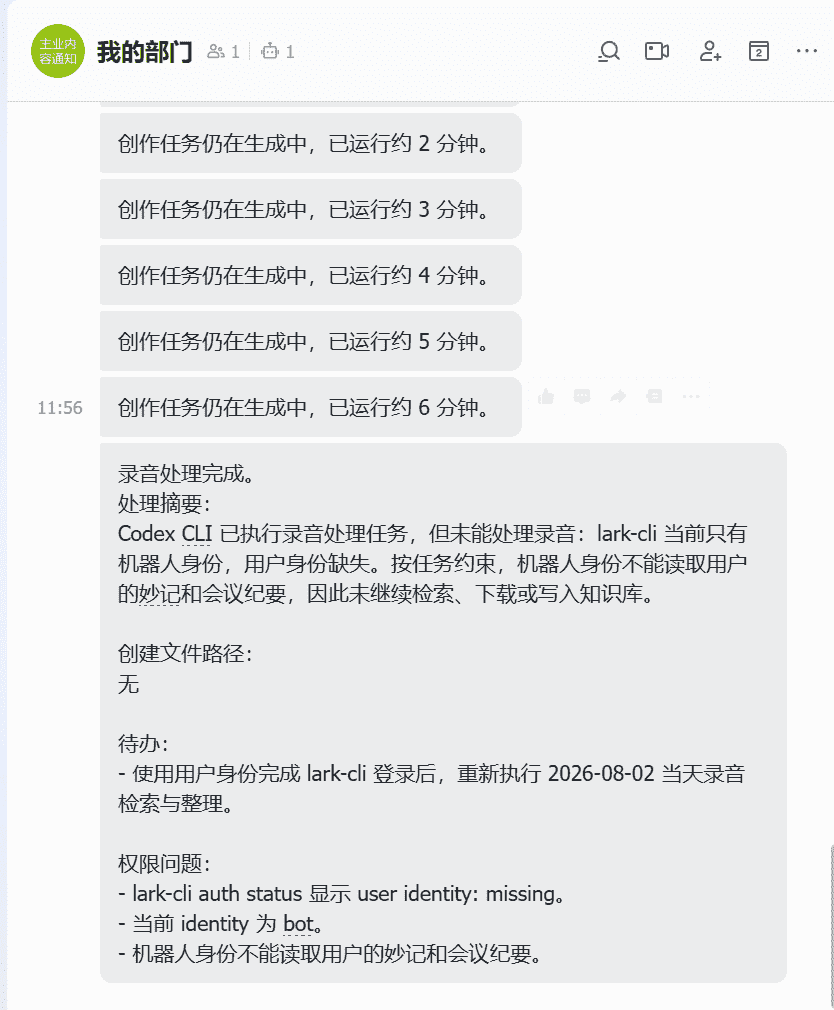 主业内
容通知
我的部门 1 1
2
创作任务仍在生成中，已运行约 2 分钟。
创作任务仍在生成中，已运行约 3 分钟。
创作任务仍在生成中，已运行约 4 分钟。
创作任务仍在生成中，已运行约 5 分钟。
11:56 创作任务仍在生成中，已运行约 6 分钟。
录音处理完成。
处理摘要：
Codex CLI 已执行录音处理任务，但未能处理录音：lark-cli 当前只有
机器人身份，用户身份缺失。按任务约束，机器人身份不能读取用户
的妙记和会议纪要，因此未继续检索、下载或写入知识库。
创建文件路径：
无
待办：
- 使用用户身份完成 lark-cli 登录后，重新执行 2026-08-02 当天录音
检索与整理。
权限问题：
- lark-cli auth status 显示 user identity: missing。
- 当前 identity 为 bot。
- 机器人身份不能读取用户的妙记和会议纪要。